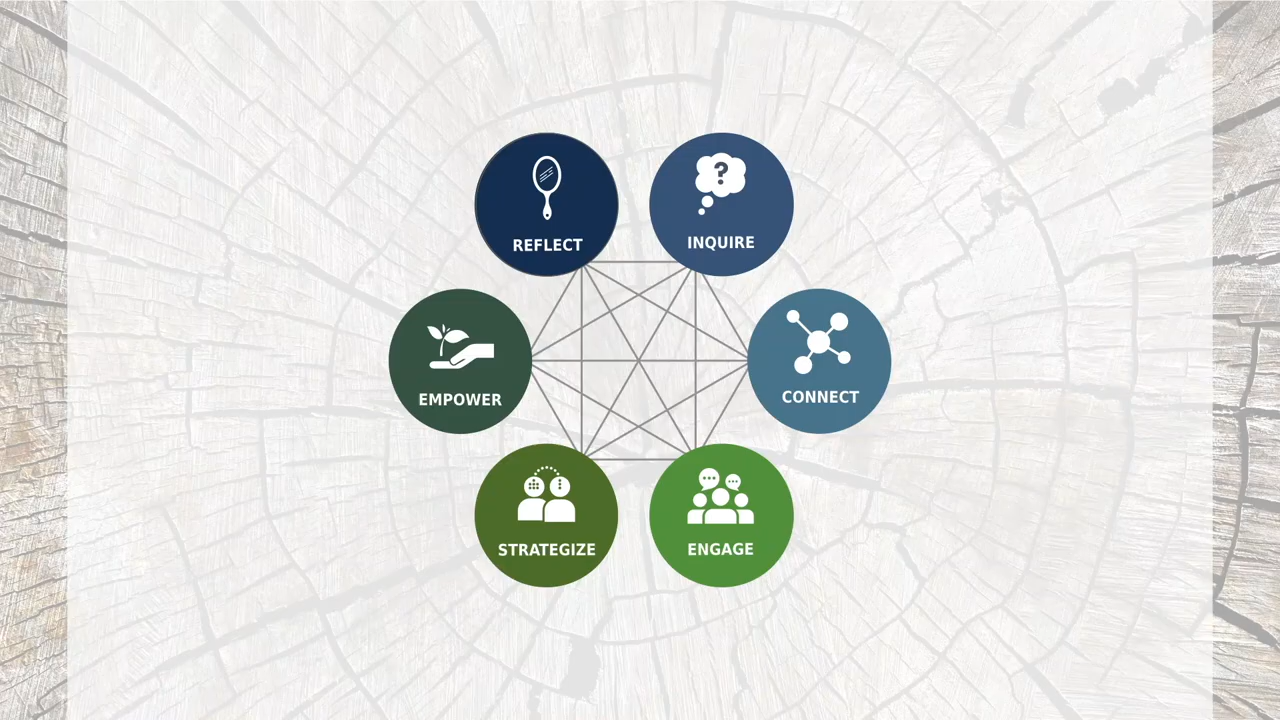 REFLECT
INQUIRE
EMPOWER
CONNECT
STRATEGIZE
ENGAGE